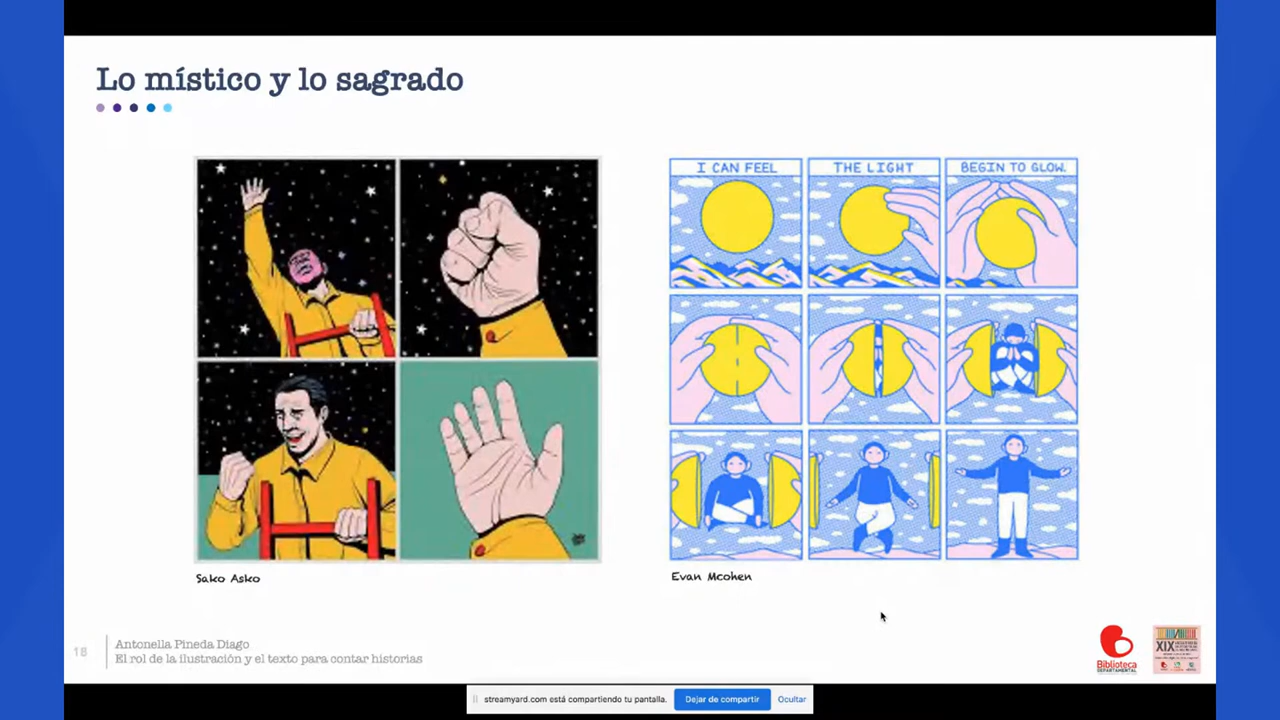 Lo místico y lo sagrado
I CAN FEEL
THE LIGHT
BEGIN TO GLOW.
Sako Asko
Evan Mcohen
18
Antonella Pineda Diago
El rol de la ilustración y el texto para contar historias
Biblioteca
DEPARTAMENTAL
XIX
streamyard.com está compartiendo tu pantalla.
Dejar de compartir
Ocultar